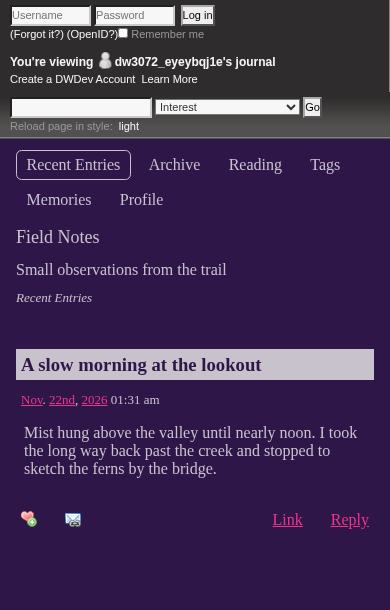 Username Password Log in
(Forgot it?) (OpenID?) Remember me
You're viewing dw3072_eyeybqj1e's journal
Create a DWDev Account Learn More
Interest Go
Reload page in style: light
Recent Entries Archive Reading Tags
Memories Profile
Field Notes
Small observations from the trail
Recent Entries
A slow morning at the lookout
Nov. 22nd, 2026 01:31 am
Mist hung above the valley until nearly noon. I took
the long way back past the creek and stopped to
sketch the ferns by the bridge.
Link Reply